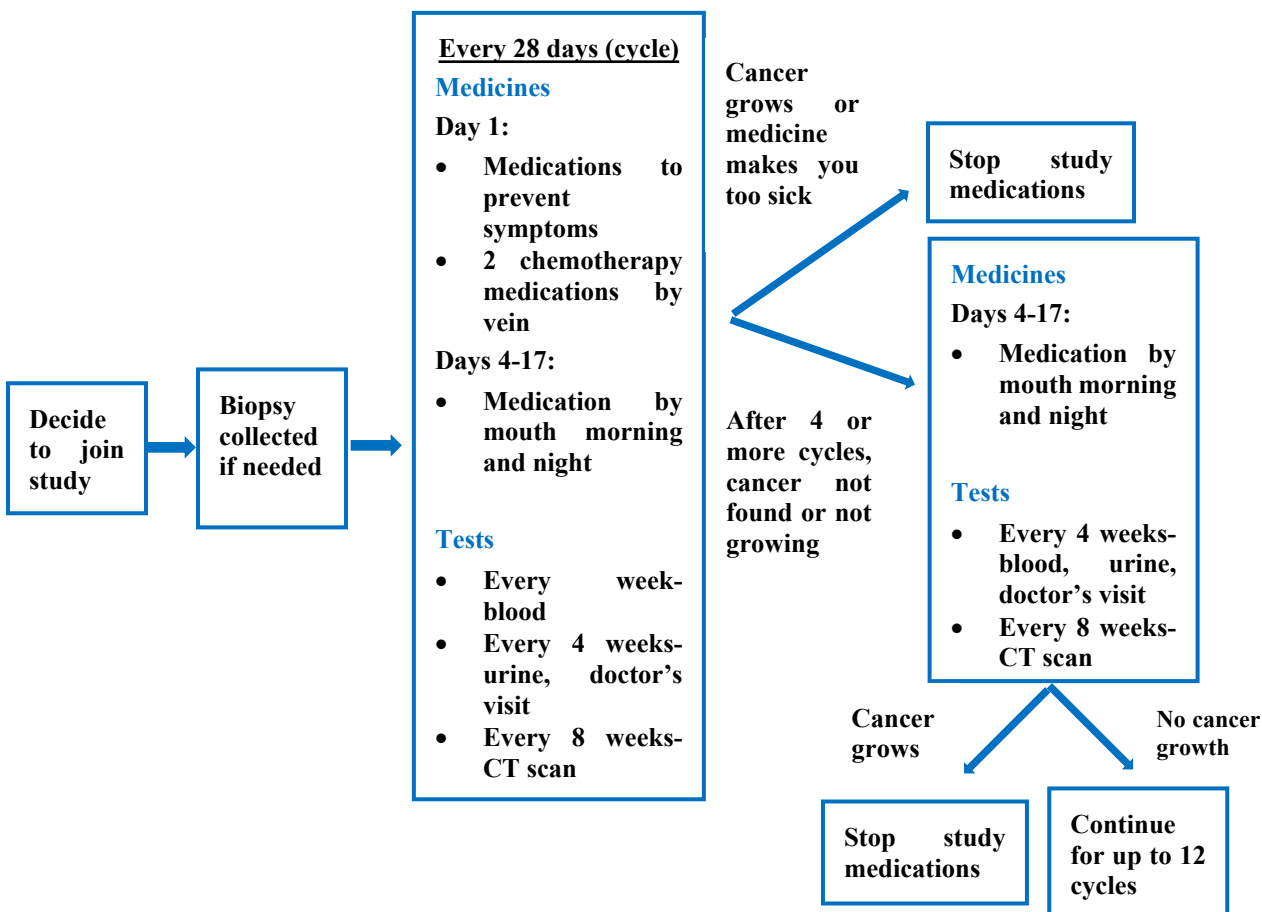 Decide
to join
study
Biopsy
collected
if needed
Every 28 days (cycle)
Medicines
Day 1:
• Medications to
prevent
symptoms
• 2 chemotherapy
medications by
vein
Days 4-17:
• Medication by
mouth morning
and night
Tests
• Every week-
blood
• Every 4 weeks-
urine, doctor’s
visit
• Every 8 weeks-
CT scan
Cancer
grows or
medicine
makes you
too sick
Stop study
medications
After 4 or
more cycles,
cancer not
found or not
growing
Medicines
Days 4-17:
• Medication by
mouth morning
and night
Tests
• Every 4 weeks-
blood, urine,
doctor’s visit
• Every 8 weeks-
CT scan
Cancer
grows
Stop study
medications
No cancer
growth
Continue
for up to 12
cycles